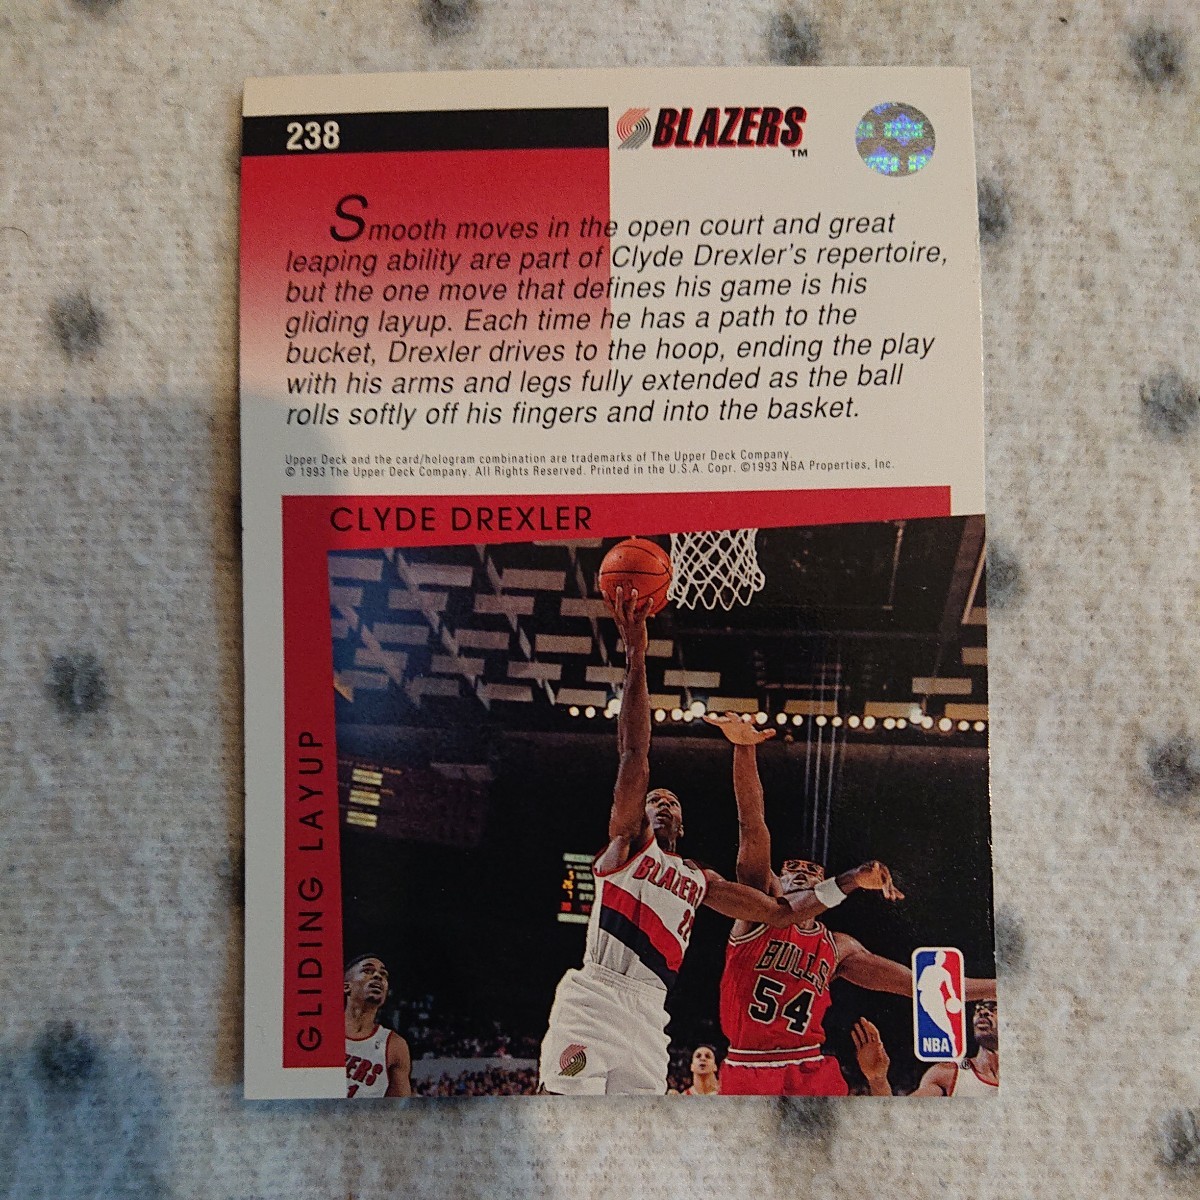 238
BLAZERS
TM
Smooth moves in the open court and great
leaping ability are part of Clyde Drexler's repertoire,
but the one move that defines his game is his
gliding layup. Each time he has a path to the
bucket, Drexler drives to the hoop, ending the play
with his arms and legs fully extended as the ball
rolls softly off his fingers and into the basket.
Upper Deck and the card/hologram combination are trademarks of The Upper Deck Company.
© 1993 The Upper Deck Company. All Rights Reserved. Printed in the U.S.A. Copr. ©1993 NBA Properties, Inc.
CLYDE DREXLER
GLIDING LAYUP
BLAZERS
22
BULLS
54
ERS
1
NBA